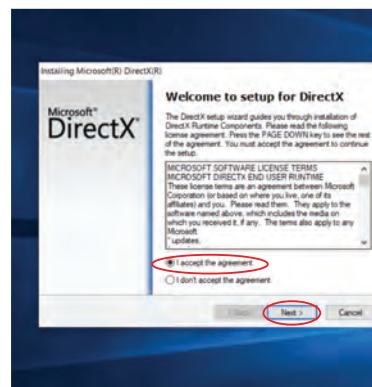 Installing Microsoft(R) DirectX(R)
Microsoft®
DirectX®
Welcome to setup for DirectX
The DirectX setup wizard guides you through installation of
DirectX Runtime Components. Please read the following
license agreement. Press the PAGE DOWN key to see the rest
of the agreement. You must accept the agreement to continue
the setup.
MICROSOFT SOFTWARE LICENSE TERMS
MICROSOFT DIRECTX END USER RUNTIME
These license terms are an agreement between Microsoft
Corporation (or based on where you live, one of its
affiliates) and you. Please read them. They apply to the
software named above, which includes the media on
which you received it, if any. The terms also apply to any
Microsoft
* updates,
I accept the agreement
I don't accept the agreement
< Back
Next >
Cancel